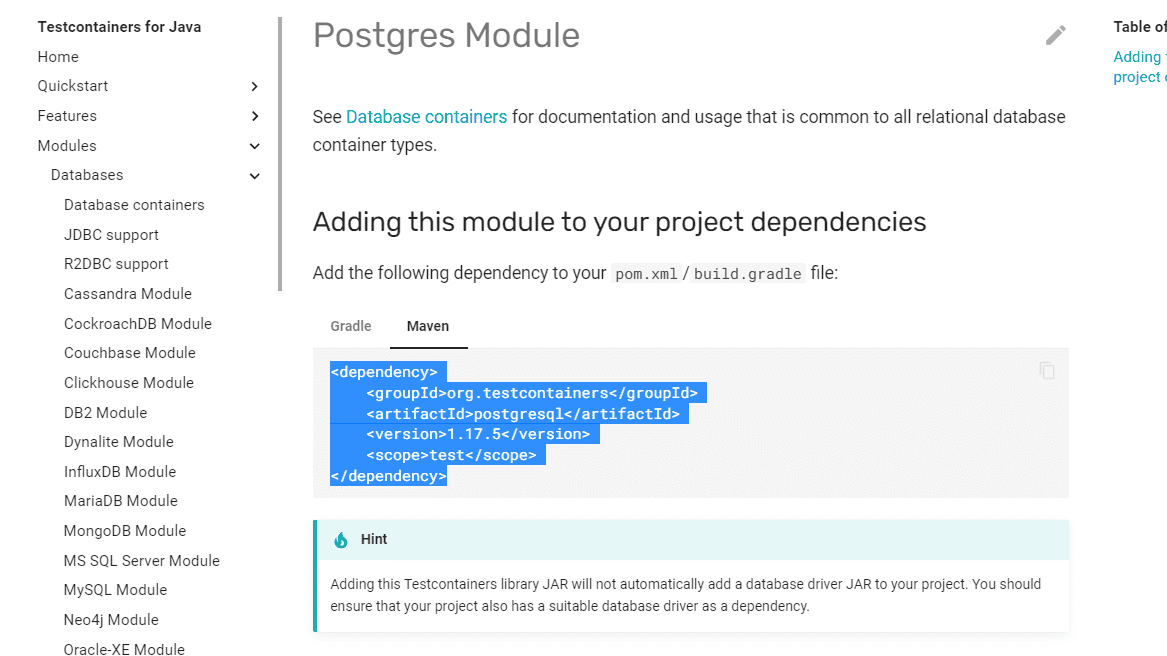 Testcontainers for Java
Home
Quickstart
Features
Modules
Databases
Database containers
JDBC support
R2DBC support
Cassandra Module
CockroachDB Module
Couchbase Module
Clickhouse Module
DB2 Module
Dynalite Module
InfluxDB Module
MariaDB Module
MongoDB Module
MS SQL Server Module
MySQL Module
Neo4j Module
Oracle-XE Module
Postgres Module
See Database containers for documentation and usage that is common to all relational database
container types.
Adding this module to your project dependencies
Add the following dependency to your pom.xml / build.gradle file:
Gradle Maven
<dependency>
    <groupId>org.testcontainers</groupId>
    <artifactId>postgresql</artifactId>
    <version>1.17.5</version>
    <scope>test</scope>
</dependency>
Hint
Adding this Testcontainers library JAR will not automatically add a database driver JAR to your project. You should
ensure that your project also has a suitable database driver as a dependency.
Table of
Adding
project